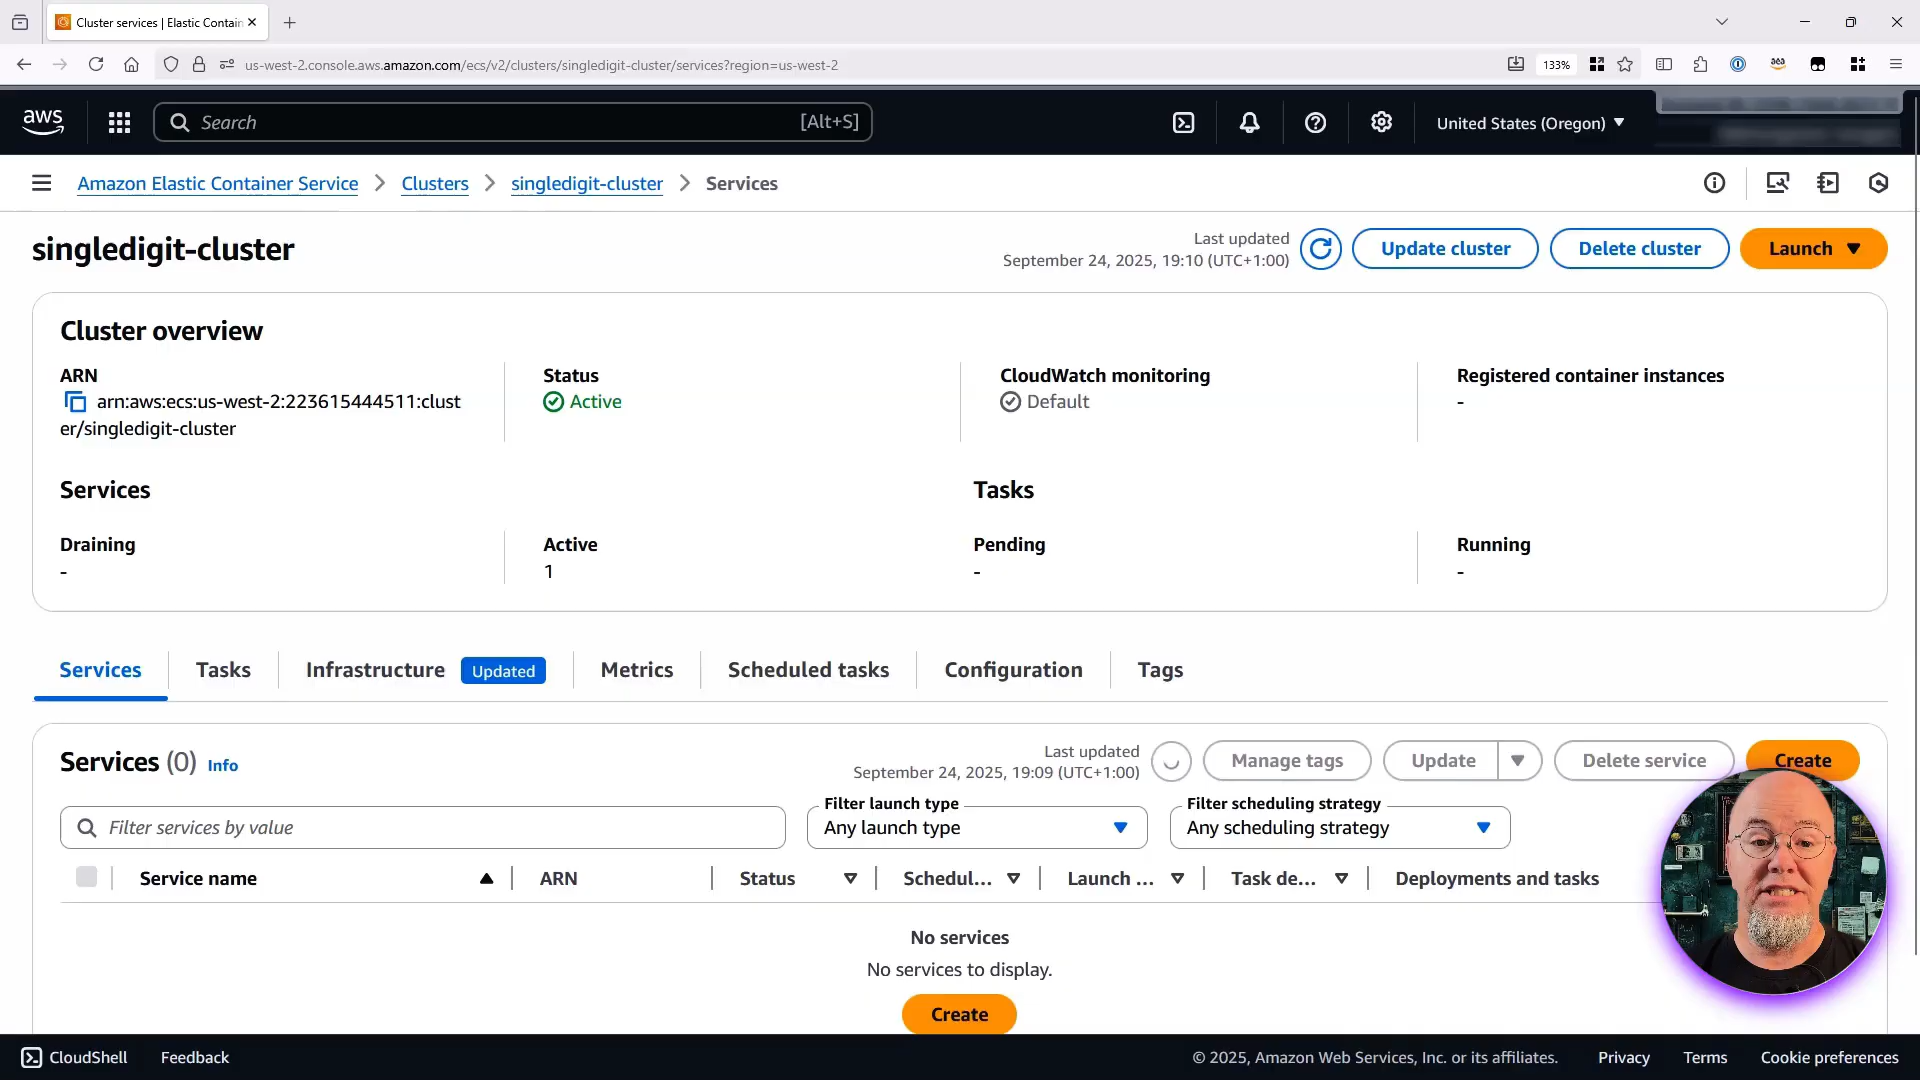 Cluster services | Elastic Contain
us-west-2.console.aws.amazon.com/ecs/v2/clusters/singledigit-cluster/services?region=us-west-2
133%
aws
Search
[Alt+S]
United States (Oregon)
Amazon Elastic Container Service
Clusters
singledigit-cluster
Services
singledigit-cluster
Last updated
September 24, 2025, 19:10 (UTC+1:00)
Update cluster
Delete cluster
Launch
Cluster overview
ARN
arn:aws:ecs:us-west-2:223615444511:clust
er/singledigit-cluster
Status
Active
CloudWatch monitoring
Default
Registered container instances
-
Services
Tasks
Draining
-
Active
1
Pending
-
Running
-
Services
Tasks
Infrastructure
Updated
Metrics
Scheduled tasks
Configuration
Tags
Services (0)
Info
Last updated
September 24, 2025, 19:09 (UTC+1:00)
Manage tags
Update
Delete service
Create
Filter services by value
Filter launch type
Any launch type
Filter scheduling strategy
Any scheduling strategy
Service name
ARN
Status
Schedul...
Launch ...
Task de...
Deployments and tasks
No services
No services to display.
Create
CloudShell
Feedback
© 2025, Amazon Web Services, Inc. or its affiliates.
Privacy
Terms
Cookie preferences